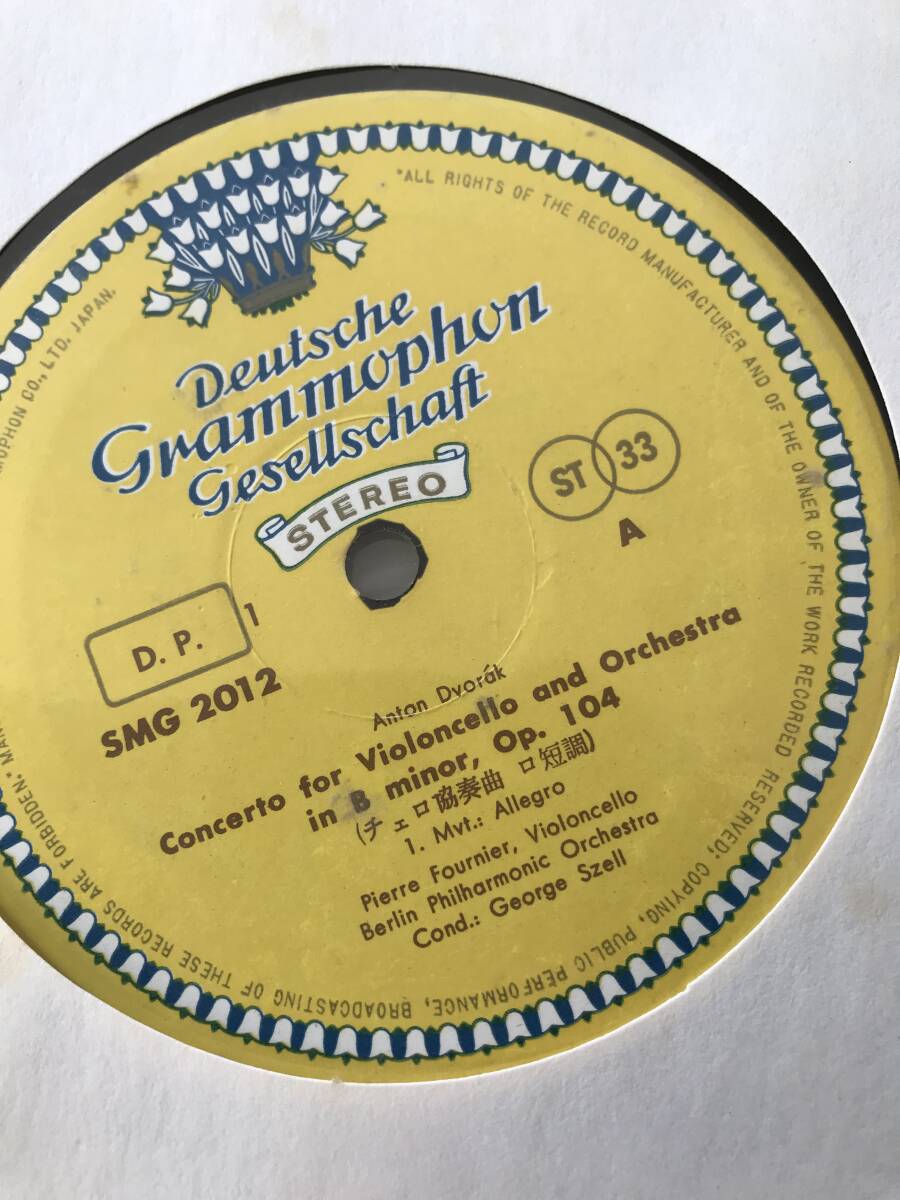 Deutsche
Grammophon
Gesellschaft
STEREO
ST 33
A
D. P. 1
SMG 2012
Anton Dvorák
Concerto for Violoncello and Orchestra
in B minor, Op. 104
(チェロ協奏曲 ロ短調)
1. Mvt.: Allegro
Pierre Fournier, Violoncello
Berlin Philharmonic Orchestra
Cond.: George Szell
"ALL RIGHTS OF THE RECORD MANUFACTURER AND OF THE OWNER OF THE WORK RECORDED RESERVED; COPYING, PUBLIC PERFORMANCE, BROADCASTING OF THESE RECORDS ARE FORBIDDEN."
CO., LTD. JAPAN.